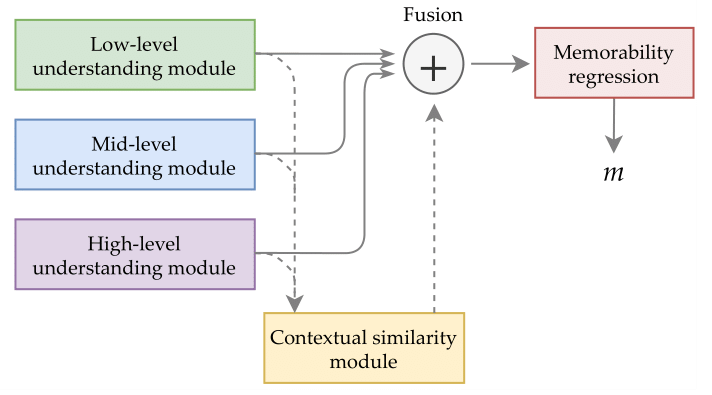 Fusion
Low-level
understanding module
+
Memorability
regression
Mid-level
understanding module
m
High-level
understanding module
Contextual similarity
module